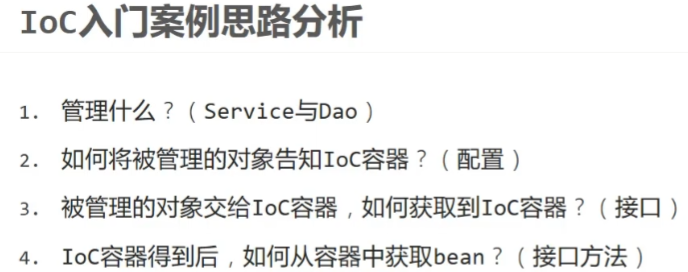 IoC入门案例思路分析
1. 管理什么？（Service与Dao）
2. 如何将被管理的对象告知IoC容器？（配置）
3. 被管理的对象交给IoC容器，如何获取到IoC容器？（接口）
4. IoC容器得到后，如何从容器中获取bean？（接口方法）